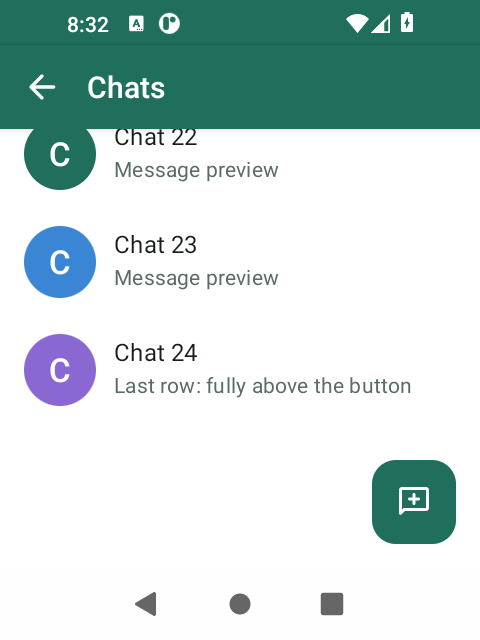 8:32
A
Chats
C
Chat 22
Message preview
C
Chat 23
Message preview
C
Chat 24
Last row: fully above the button